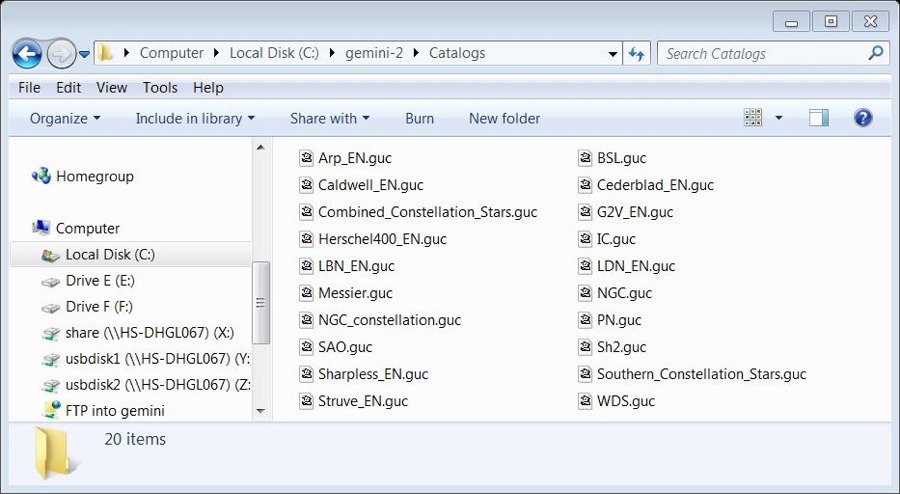 Computer Local Disk (C:) gemini-2 Catalogs Search Catalogs
File Edit View Tools Help
Organize Include in library Share with Burn New folder
Homegroup
Computer
Local Disk (C:)
Drive E (E:)
Drive F (F:)
share (\\HS-DHGL067) (X:)
usbdisk1 (\\HS-DHGL067) (Y:
usbdisk2 (\\HS-DHGL067) (Z:
FTP into gemini
Arp_EN.guc BSL.guc
Caldwell_EN.guc Cederblad_EN.guc
Combined_Constellation_Stars.guc G2V_EN.guc
Herschel400_EN.guc IC.guc
LBN_EN.guc LDN_EN.guc
Messier.guc NGC.guc
NGC_constellation.guc PN.guc
SAO.guc Sh2.guc
Sharpless_EN.guc Southern_Constellation_Stars.guc
Struve_EN.guc WDS.guc
20 items